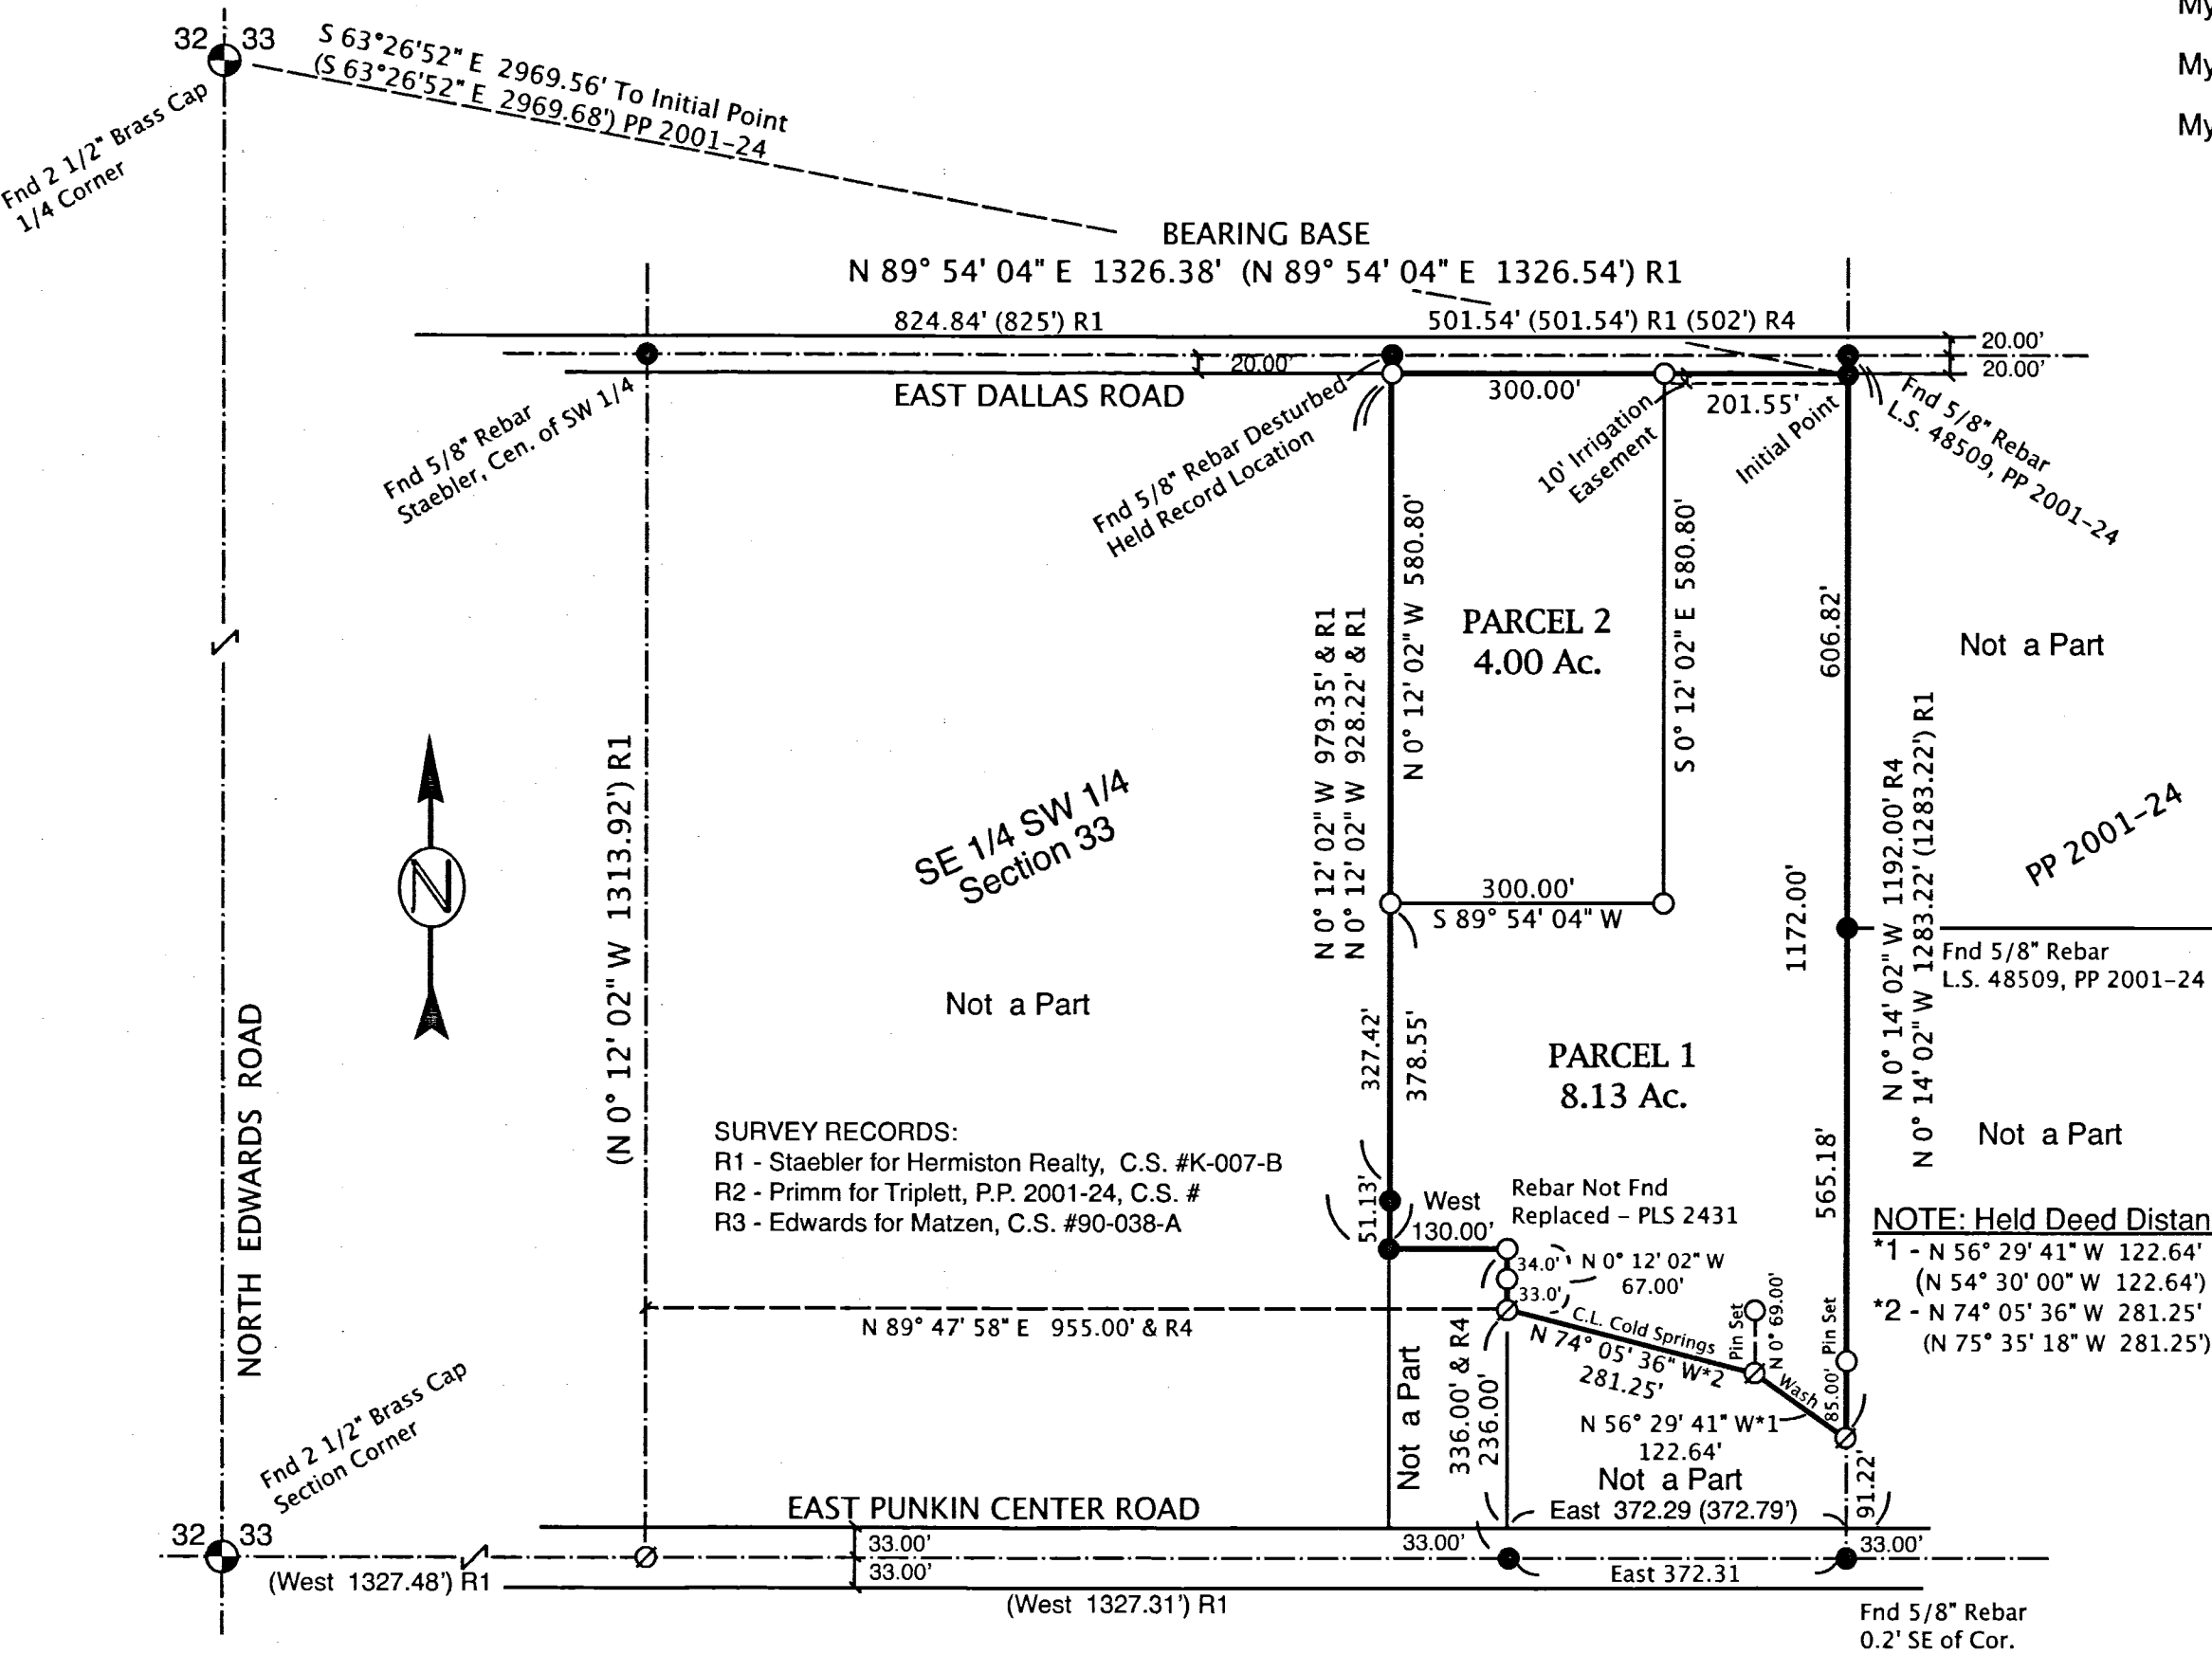 My
My
My
32 33
S 63°26'52" E 2969.56' To Initial Point
(S 63°26'52" E 2969.68') PP 2001-24
Fnd 2 1/2" Brass Cap
1/4 Corner
BEARING BASE
N 89° 54' 04" E 1326.38' (N 89° 54' 04" E 1326.54') R1
824.84' (825') R1
501.54' (501.54') R1 (502') R4
20.00'
20.00'
20.00'
EAST DALLAS ROAD
300.00'
201.55'
Fnd 5/8" Rebar
Staebler, Cen. of SW 1/4
Fnd 5/8" Rebar Desturbed
Held Record Location
10' Irrigation
Easement
Initial Point
Fnd 5/8" Rebar
L.S. 48509, PP 2001-24
N 0° 12' 02" W 979.35' & R1
N 0° 12' 02" W 928.22' & R1
N 0° 12' 02" W 580.80'
S 0° 12' 02" E 580.80'
PARCEL 2
4.00 Ac.
606.82'
Not a Part
(N 0° 12' 02" W 1313.92') R1
N
SE 1/4 SW 1/4
Section 33
300.00'
S 89° 54' 04" W
1172.00'
N 0° 14' 02" W 1192.00' R4
N 0° 14' 02" W 1283.22' (1283.22') R1
PP 2001-24
Fnd 5/8" Rebar
L.S. 48509, PP 2001-24
Not a Part
NORTH EDWARDS ROAD
327.42'
378.55'
PARCEL 1
8.13 Ac.
565.18'
Not a Part
SURVEY RECORDS:
R1 - Staebler for Hermiston Realty, C.S. #K-007-B
R2 - Primm for Triplett, P.P. 2001-24, C.S. #
R3 - Edwards for Matzen, C.S. #90-038-A
51.13'
West
130.00'
Rebar Not Fnd
Replaced - PLS 2431
34.0'
33.0'
N 0° 12' 02" W
67.00'
NOTE: Held Deed Distan
*1 - N 56° 29' 41" W 122.64'
(N 54° 30' 00" W 122.64')
*2 - N 74° 05' 36" W 281.25'
(N 75° 35' 18" W 281.25')
N 89° 47' 58" E 955.00' & R4
C.L. Cold Springs
Wash
N 74° 05' 36" W*2
281.25'
Pin Set
N 0° 69.00'
85.00' Pin Set
N 56° 29' 41" W*1
122.64'
Not a Part
336.00' & R4
236.00'
Not a Part
East 372.29 (372.79')
91.22'
Fnd 2 1/2" Brass Cap
Section Corner
EAST PUNKIN CENTER ROAD
32 33
33.00'
33.00'
33.00'
33.00'
(West 1327.48') R1
East 372.31
(West 1327.31') R1
Fnd 5/8" Rebar
0.2' SE of Cor.